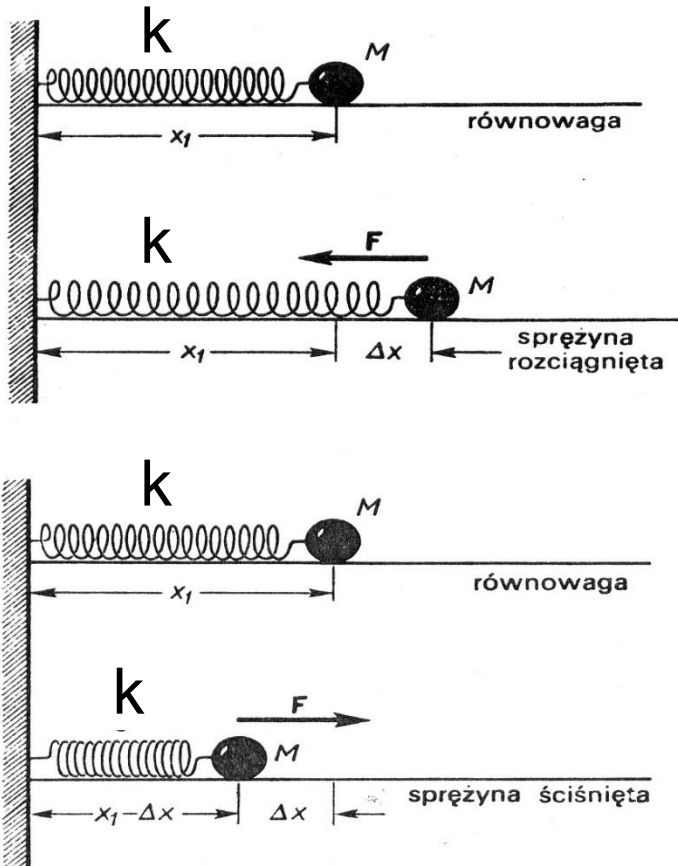 k
M
x₁
równowaga
k
F
M
x₁
Δx
sprężyna
rozciągnięta
k
M
x₁
równowaga
k
F
M
x₁-Δx
Δx
sprężyna ściśnięta